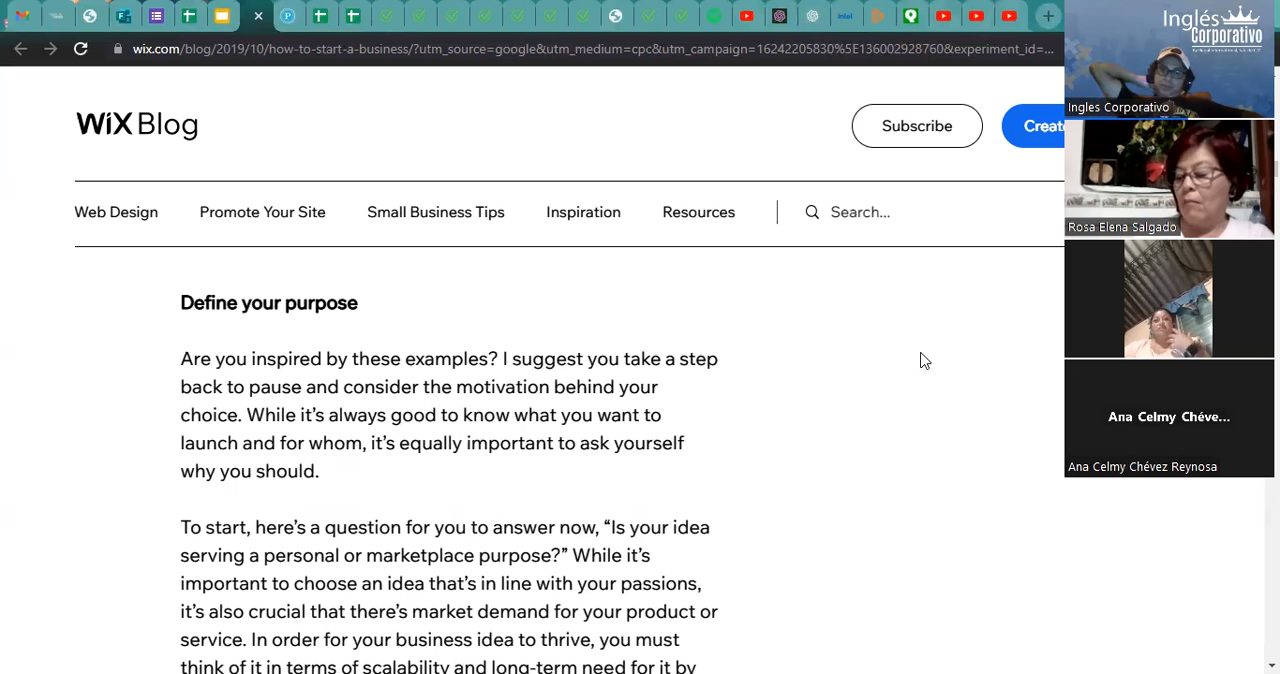 wix.com/blog/2019/10/how-to-start-a-business/?utm_source=google&utm_medium=cpc&utm_campaign=16242205830%5E136002928760&experiment_id=...
WiX Blog
Subscribe
Create
Web Design
Promote Your Site
Small Business Tips
Inspiration
Resources
Search...
Define your purpose
Are you inspired by these examples? I suggest you take a step
back to pause and consider the motivation behind your
choice. While it’s always good to know what you want to
launch and for whom, it’s equally important to ask yourself
why you should.
To start, here’s a question for you to answer now, “Is your idea
serving a personal or marketplace purpose?” While it’s
important to choose an idea that’s in line with your passions,
it’s also crucial that there’s market demand for your product or
service. In order for your business idea to thrive, you must
think of it in terms of scalability and long-term need for it by
Inglés
Corporativo
Ingles Corporativo
Rosa Elena Salgado
Ana Celmy Chéve...
Ana Celmy Chévez Reynosa